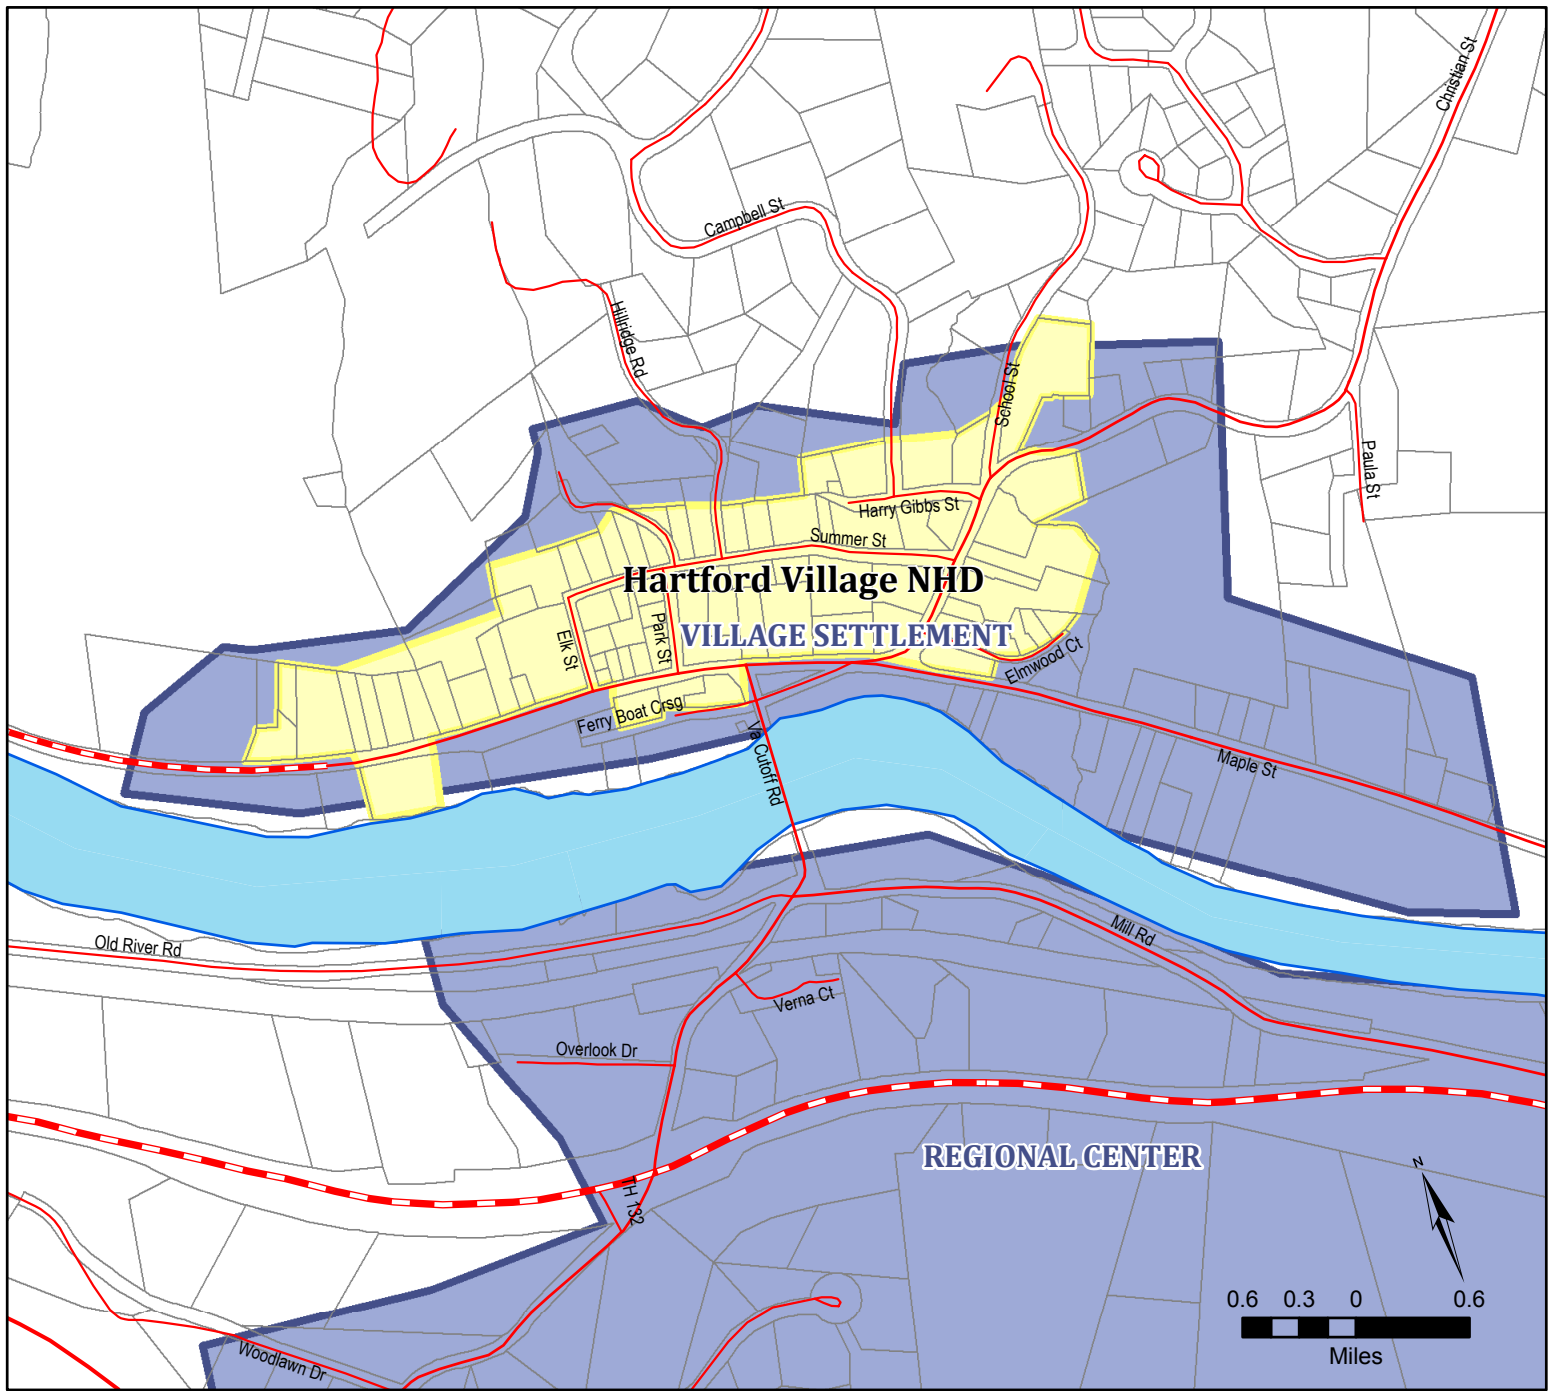 Christian St
Campbell St
Hillridge Rd
School St
Paula St
Harry Gibbs St
Summer St
Hartford Village NHD
VILLAGE SETTLEMENT
Elk St
Park St
Elmwood Ct
Ferry Boat Crsg
Va Cutoff Rd
Maple St
Old River Rd
Mill Rd
Verna Ct
Overlook Dr
REGIONAL CENTER
TH 132
N
0.6 0.3 0 0.6
Miles
Woodlawn Dr